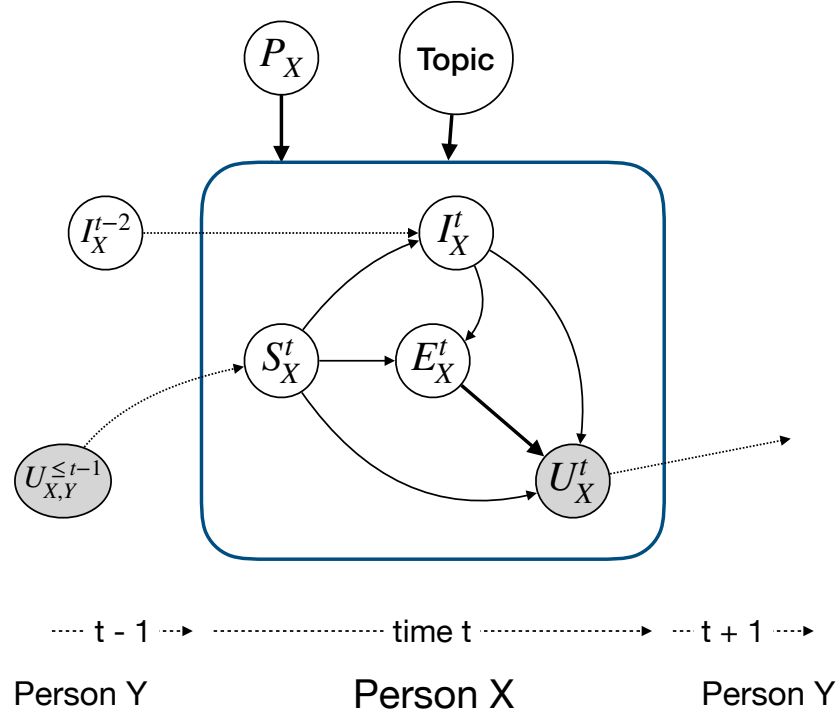 P_X
Topic
I_X^{t-2}
I_X^t
S_X^t
E_X^t
U_{X,Y}^{≤t-1}
U_X^t
t - 1
time t
t + 1
Person Y
Person X
Person Y